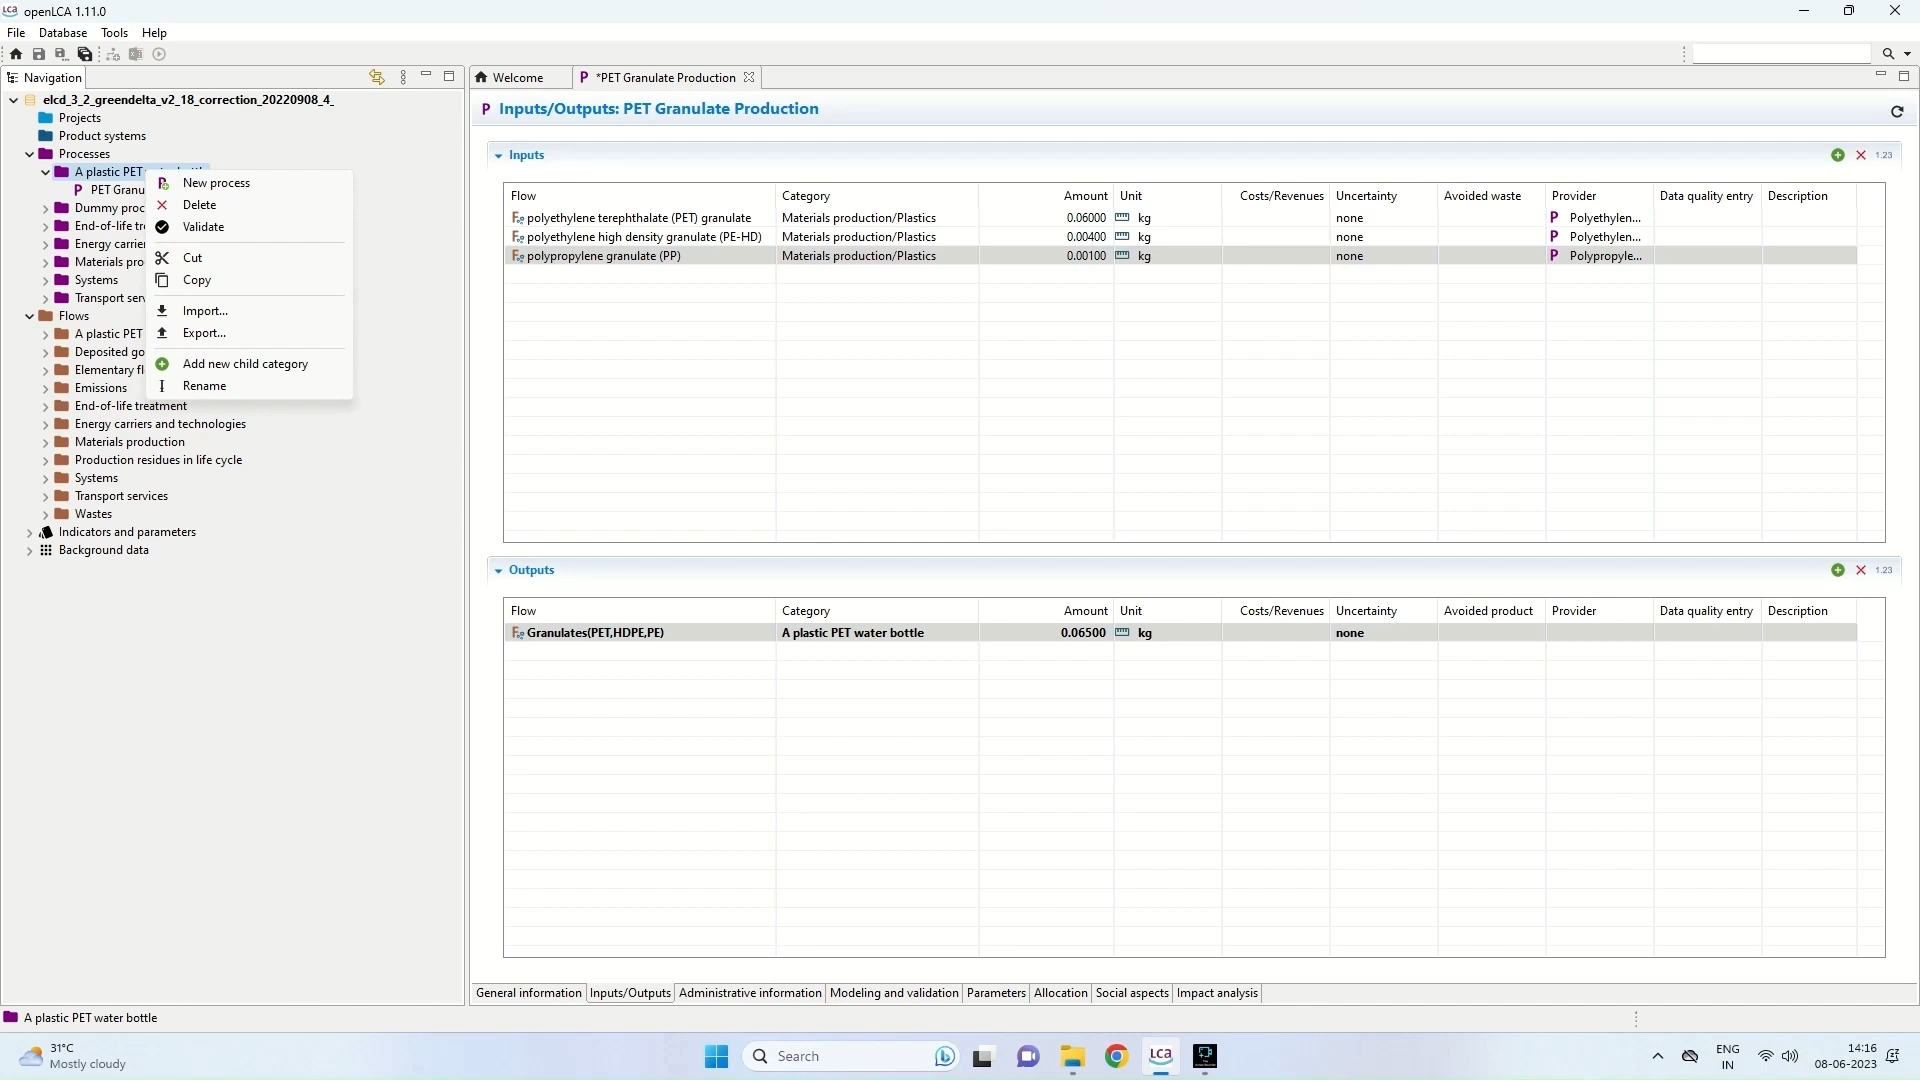 LCA openLCA 1.11.0
File Database Tools Help
Navigation
elcd_3_2_greendelta_v2_18_correction_20220908_4_
Projects
Product systems
Processes
A plastic PET
PET Granu
Dummy proc
End-of-life tr
Energy carrie
Materials pro
Systems
Transport serv
Flows
A plastic PET
Deposited go
Elementary fl
Emissions
End-of-life treatment
Energy carriers and technologies
Materials production
Production residues in life cycle
Systems
Transport services
Wastes
Indicators and parameters
Background data
New process
Delete
Validate
Cut
Copy
Import...
Export...
Add new child category
Rename
Welcome
P *PET Granulate Production
P Inputs/Outputs: PET Granulate Production
Inputs
1.23
Flow Category Amount Unit Costs/Revenues Uncertainty Avoided waste Provider Data quality entry Description
polyethylene terephthalate (PET) granulate Materials production/Plastics 0.06000 kg none P Polyethylen...
polyethylene high density granulate (PE-HD) Materials production/Plastics 0.00400 kg none P Polyethylen...
polypropylene granulate (PP) Materials production/Plastics 0.00100 kg none P Polypropyle...
Outputs
1.23
Flow Category Amount Unit Costs/Revenues Uncertainty Avoided product Provider Data quality entry Description
Granulates(PET,HDPE,PE) A plastic PET water bottle 0.06500 kg none
General information Inputs/Outputs Administrative information Modeling and validation Parameters Allocation Social aspects Impact analysis
A plastic PET water bottle
31°C
Mostly cloudy
Search
LCA
ENG
IN
14:16
08-06-2023